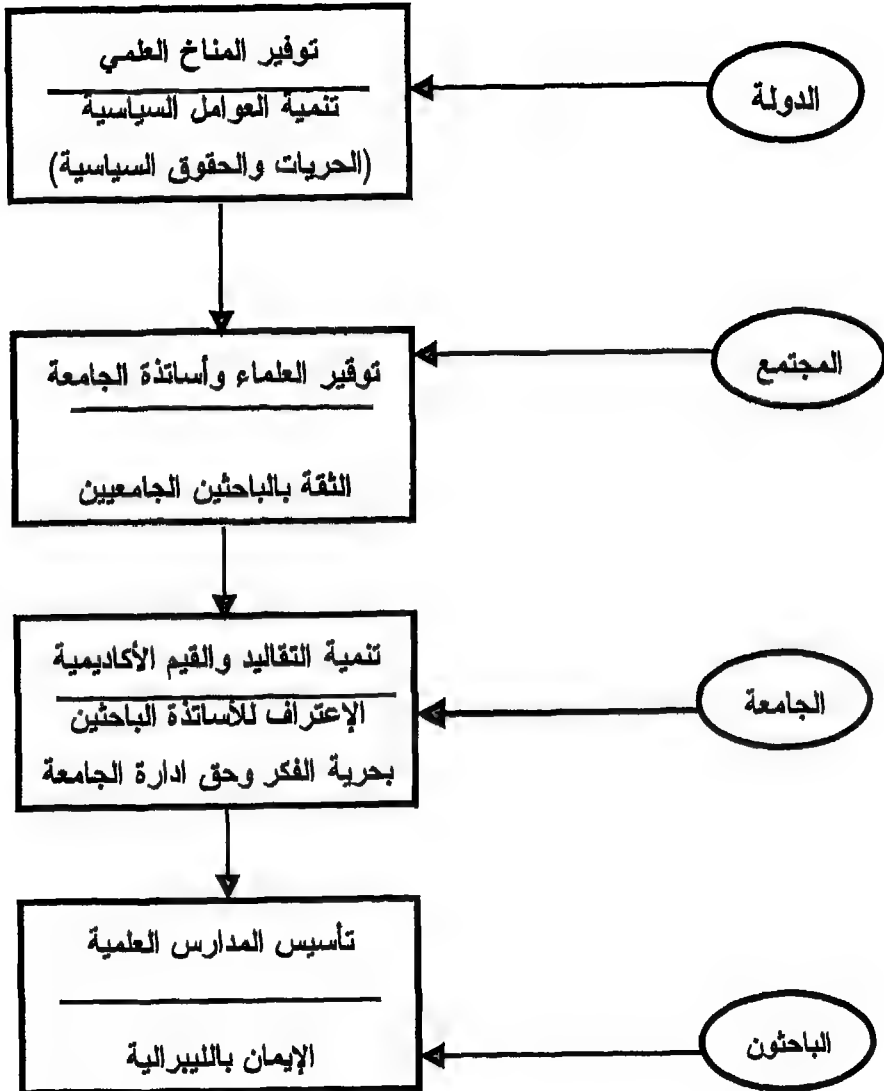 توفير المناخ العلمي
تنمية العوامل السياسية
(الحريات والحقوق السياسية)
الدولة
توقير العلماء وأساتذة الجامعة
الثقة بالباحثين الجامعيين
المجتمع
تنمية التقاليد والقيم الأكاديمية
الإعتراف للأساتذة الباحثين
بحرية الفكر وحق ادارة الجامعة
الجامعة
تأسيس المدارس العلمية
الإيمان بالليبرالية
الباحثون